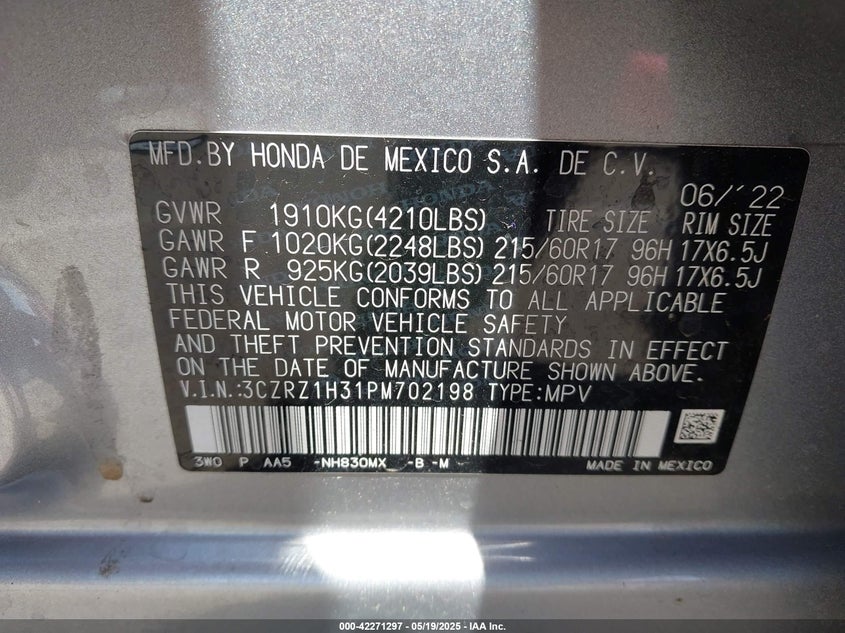 MFD.BY HONDA DE MEXICO S.A. DE C.V.
06/'22
GVWR 1910KG(4210LBS) TIRE SIZE RIM SIZE
GAWR F 1020KG(2248LBS) 215/60R17 96H 17X6.5J
GAWR R 925KG(2039LBS) 215/60R17 96H 17X6.5J
THIS VEHICLE CONFORMS TO ALL APPLICABLE
FEDERAL MOTOR VEHICLE SAFETY
AND THEFT PREVENTION STANDARDS IN EFFECT
ON THE DATE OF MANUFACTURE SHOWN ABOVE.
V.I.N.:3CZRZ1H31PM702198 TYPE:MPV
3W0 P AA5 -NH830MX -B -M MADE IN MEXICO
000-42271297 - 05/19/2025 - IAA Inc.